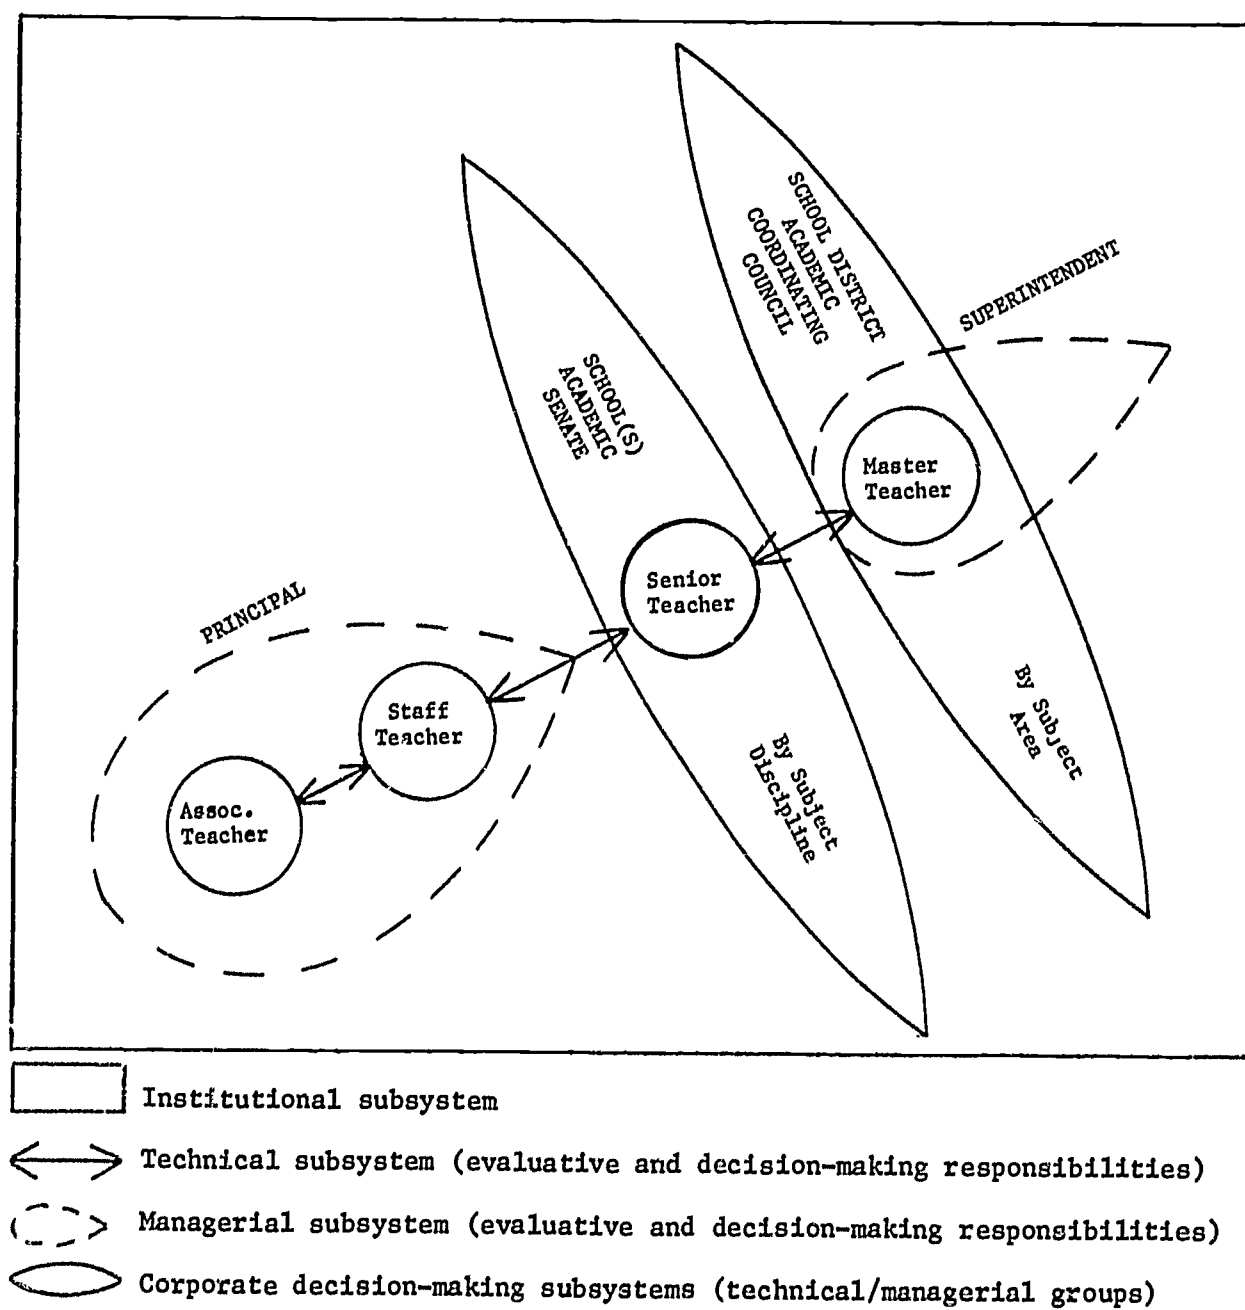 SCHOOL DISTRICT
ACADEMIC
COORDINATING
COUNCIL
SUPERINTENDENT
SCHOOL(S)
ACADEMIC
SENATE
Master
Teacher
Senior
Teacher
PRINCIPAL
Staff
Teacher
Assoc.
Teacher
By Subject
Area
By Subject
Discipline
Institutional subsystem
Technical subsystem (evaluative and decision-making responsibilities)
Managerial subsystem (evaluative and decision-making responsibilities)
Corporate decision-making subsystems (technical/managerial groups)